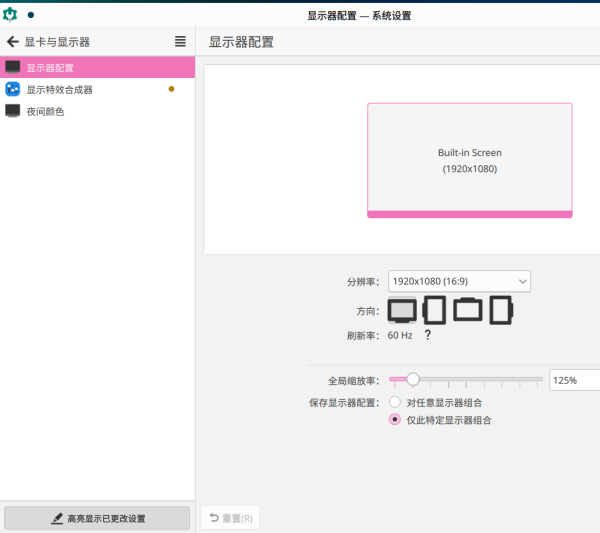 显示器配置 — 系统设置
显卡与显示器
显示器配置
显示器配置
显示特效合成器
夜间颜色
Built-in Screen
(1920x1080)
分辨率： 1920x1080 (16:9)
方向：
刷新率： 60 Hz ?
全局缩放率： 125%
保存显示器配置： 对任意显示器组合
仅此特定显示器组合
高亮显示已更改设置
重置(R)